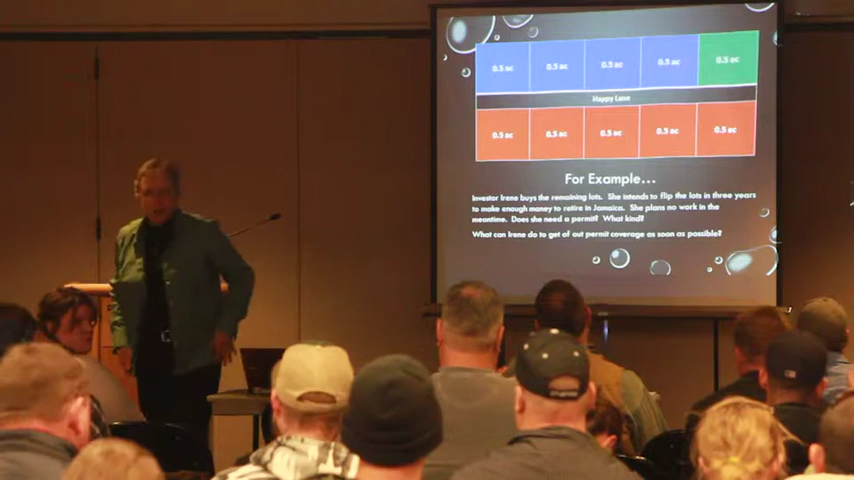 0.5 ac 0.5 ac 0.5 ac 0.5 ac 0.5 ac
Happy Lane
0.5 ac 0.5 ac 0.5 ac 0.5 ac 0.5 ac
For Example...
Investor Irene buys the remaining lots. She intends to flip the lots in three years
to make enough money to retire in Jamaica. She plans no work in the
meantime. Does she need a permit? What kind?
What can Irene do to get of out permit coverage as soon as possible?